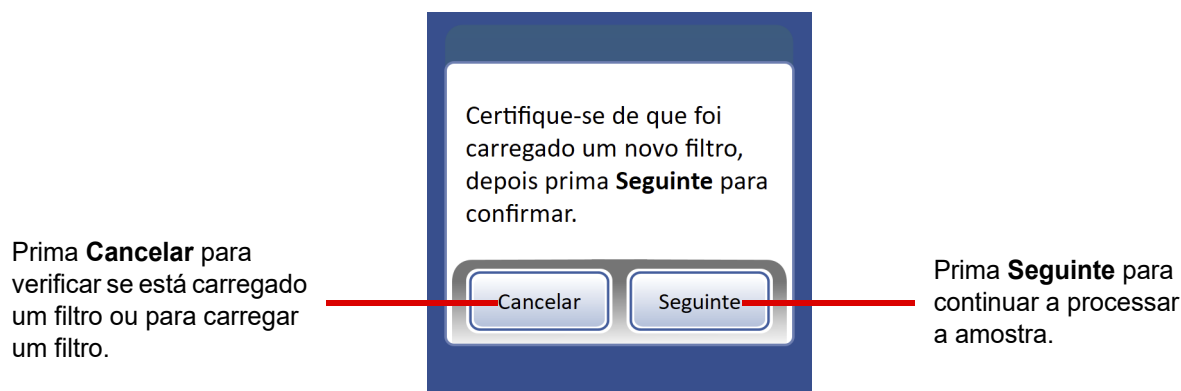 Certifique-se de que foi
carregado um novo filtro,
depois prima Seguinte para
confirmar.
Prima Cancelar para
verificar se está carregado
um filtro ou para carregar
um filtro.
Cancelar
Seguinte
Prima Seguinte para
continuar a processar
a amostra.